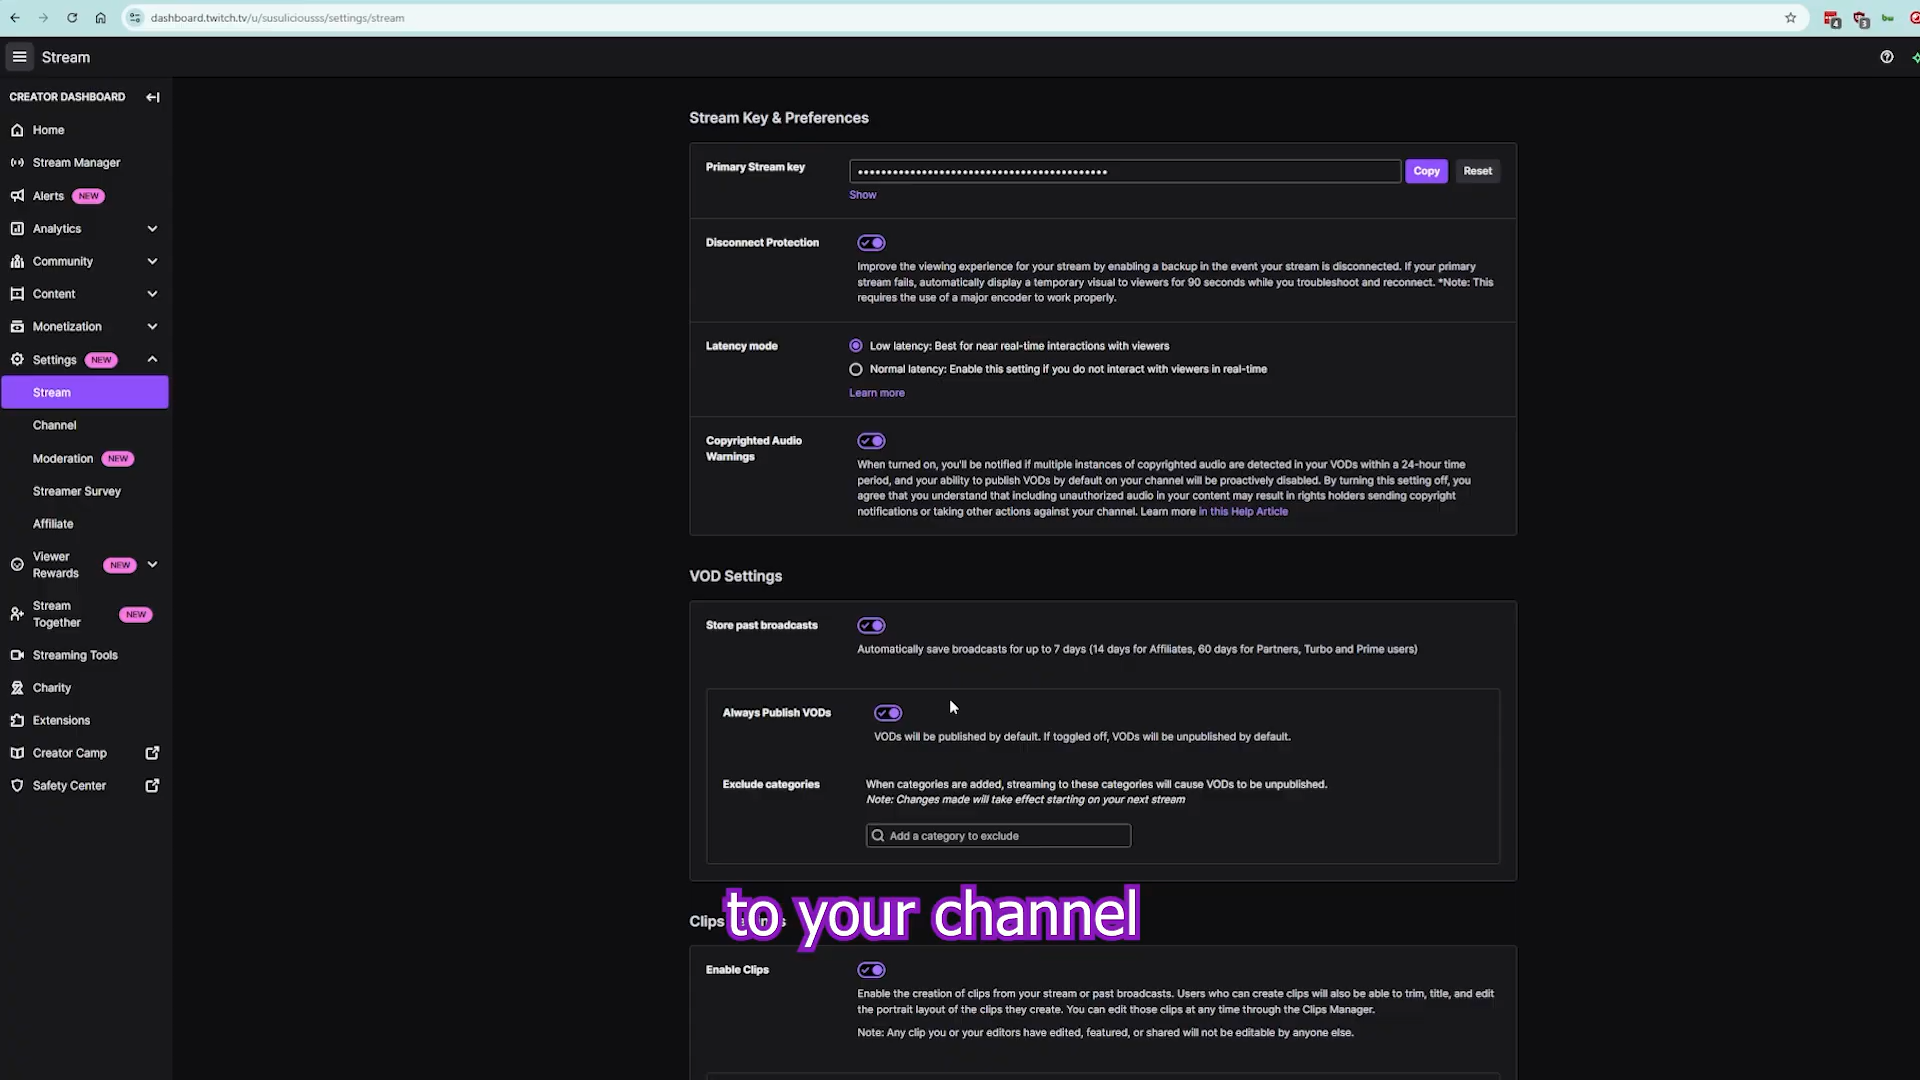 dashboard.twitch.tv/u/susuliciousss/settings/stream
4
3
Stream
CREATOR DASHBOARD
Home
Stream Manager
Alerts NEW
Analytics
Community
Content
Monetization
Settings NEW
Stream
Channel
Moderation NEW
Streamer Survey
Affiliate
Viewer
Rewards NEW
Stream
Together NEW
Streaming Tools
Charity
Extensions
Creator Camp
Safety Center
Stream Key & Preferences
Primary Stream key
Copy
Reset
Show
Disconnect Protection
Improve the viewing experience for your stream by enabling a backup in the event your stream is disconnected. If your primary
stream fails, automatically display a temporary visual to viewers for 90 seconds while you troubleshoot and reconnect. *Note: This
requires the use of a major encoder to work properly.
Latency mode
Low latency: Best for near real-time interactions with viewers
Normal latency: Enable this setting if you do not interact with viewers in real-time
Learn more
Copyrighted Audio
Warnings
When turned on, you'll be notified if multiple instances of copyrighted audio are detected in your VODs within a 24-hour time
period, and your ability to publish VODs by default on your channel will be proactively disabled. By turning this setting off, you
agree that you understand that including unauthorized audio in your content may result in rights holders sending copyright
notifications or taking other actions against your channel. Learn more in this Help Article
VOD Settings
Store past broadcasts
Automatically save broadcasts for up to 7 days (14 days for Affiliates, 60 days for Partners, Turbo and Prime users)
Always Publish VODs
VODs will be published by default. If toggled off, VODs will be unpublished by default.
Exclude categories
When categories are added, streaming to these categories will cause VODs to be unpublished.
Note: Changes made will take effect starting on your next stream
Add a category to exclude
to your channel
Clips
Enable Clips
Enable the creation of clips from your stream or past broadcasts. Users who can create clips will also be able to trim, title, and edit
the portrait layout of the clips they create. You can edit those clips at any time through the Clips Manager.
Note: Any clip you or your editors have edited, featured, or shared will not be editable by anyone else.